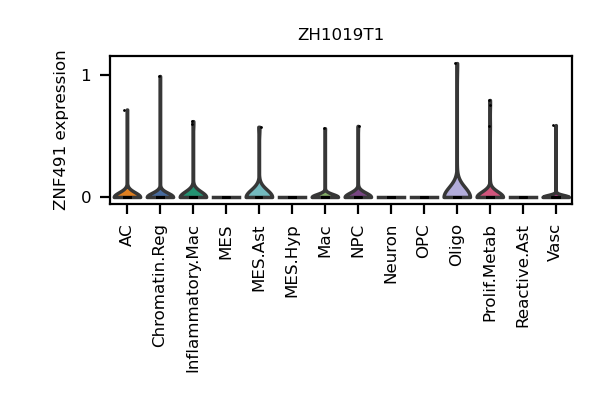 ZH1019T1
ZNF491 expression
1
0
AC
Chromatin.Reg
Inflammatory.Mac
MES
MES.Ast
MES.Hyp
Mac
NPC
Neuron
OPC
Oligo
Prolif.Metab
Reactive.Ast
Vasc